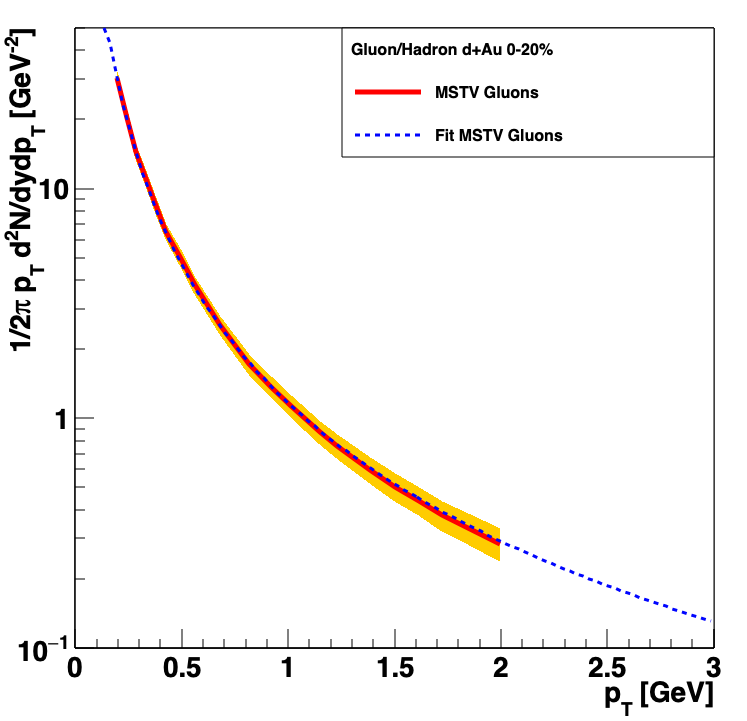 1/2π p_T d²N/dydp_T [GeV⁻²]
Gluon/Hadron d+Au 0-20%
MSTV Gluons
Fit MSTV Gluons
10
1
10⁻¹
0 0.5 1 1.5 2 2.5 3
p_T [GeV]